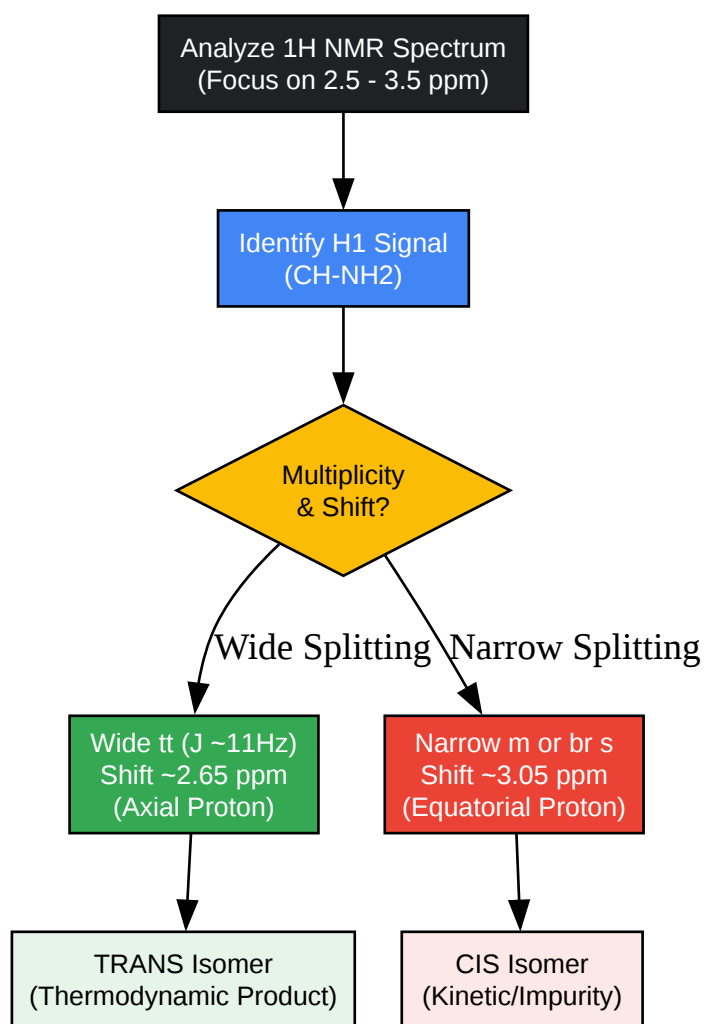 Analyze 1H NMR Spectrum
(Focus on 2.5 - 3.5 ppm)
Identify H1 Signal
(CH-NH2)
Multiplicity
& Shift?
Wide Splitting
Narrow Splitting
Wide tt (J ~11Hz)
Shift ~2.65 ppm
(Axial Proton)
Narrow m or br s
Shift ~3.05 ppm
(Equatorial Proton)
TRANS Isomer
(Thermodynamic Product)
CIS Isomer
(Kinetic/Impurity)